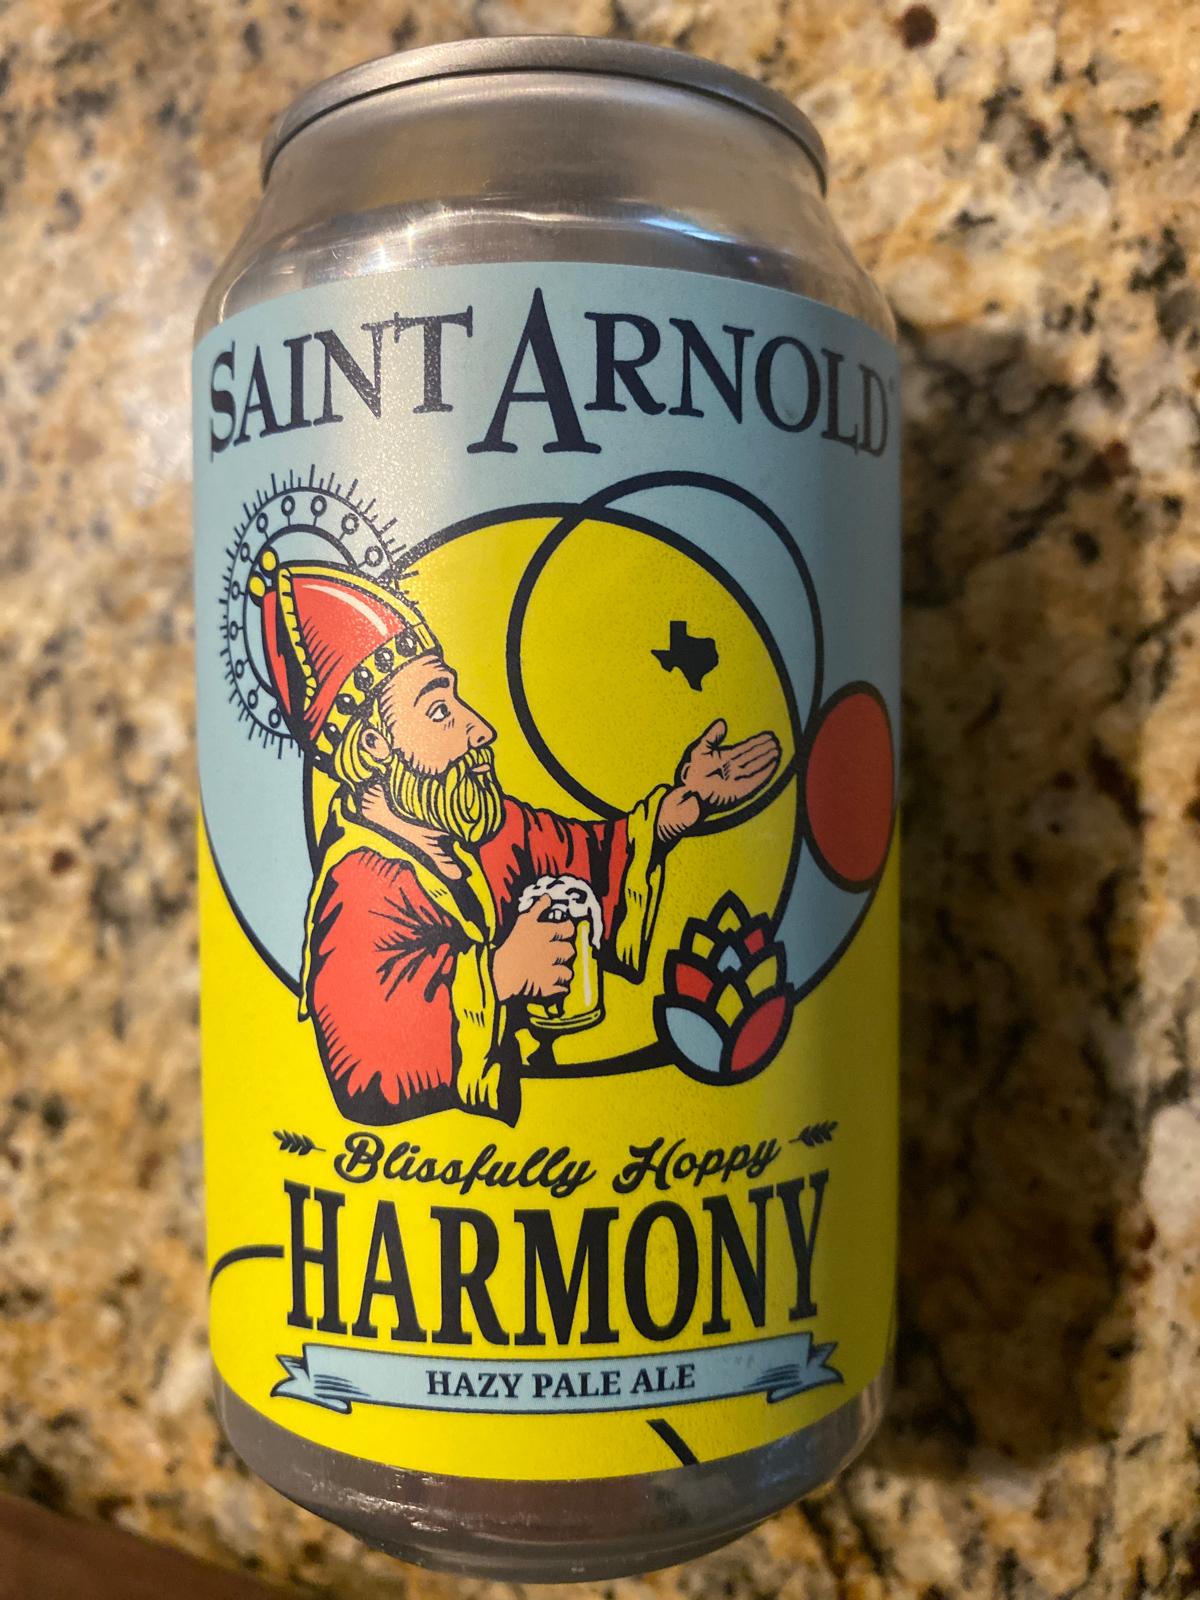 SAINT ARNOLD
Blissfully Hoppy
HARMONY
HAZY PALE ALE